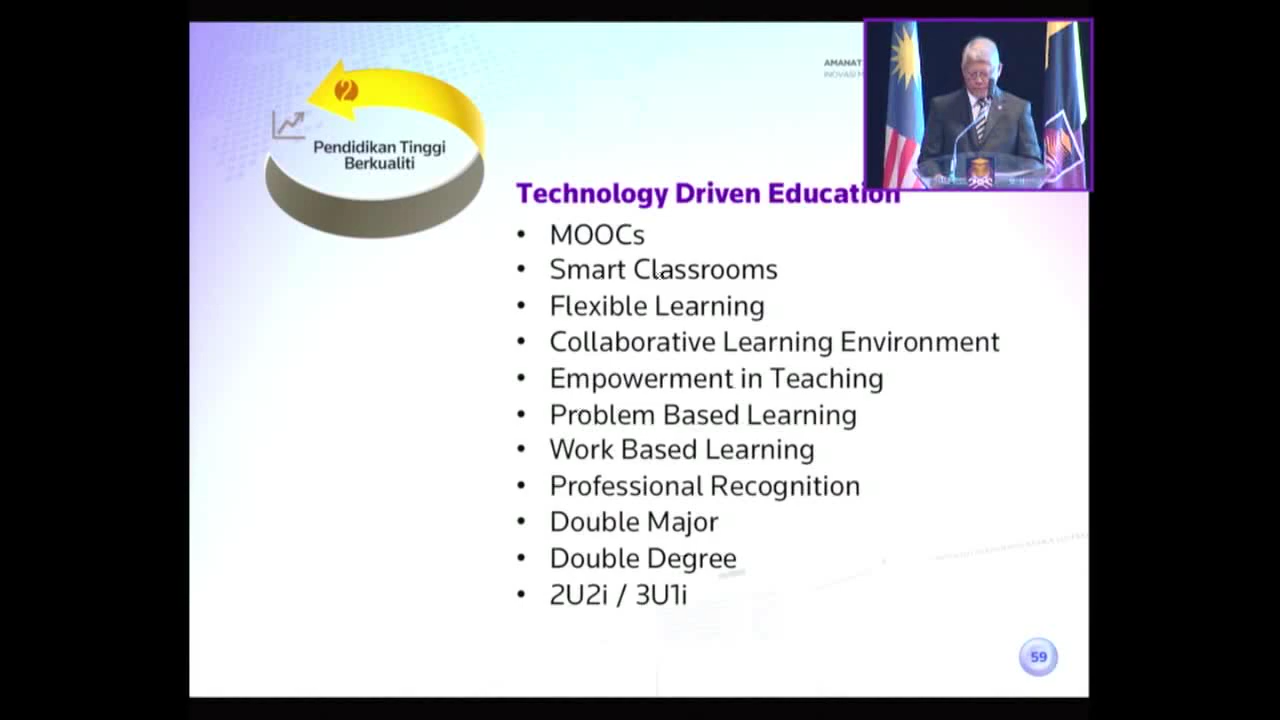 AMANAT
2
Pendidikan Tinggi
Berkualiti
Technology Driven Education
• MOOCs
• Smart Classrooms
• Flexible Learning
• Collaborative Learning Environment
• Empowerment in Teaching
• Problem Based Learning
• Work Based Learning
• Professional Recognition
• Double Major
• Double Degree
• 2U2i / 3U1i
59